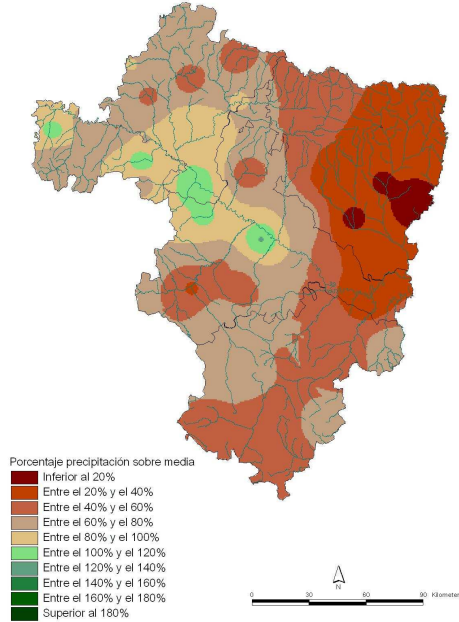 Porcentaje precipitación sobre media
Inferior al 20%
Entre el 20% y el 40%
Entre el 40% y el 60%
Entre el 60% y el 80%
Entre el 80% y el 100%
Entre el 100% y el 120%
Entre el 120% y el 140%
Entre el 140% y el 160%
Entre el 160% y el 180%
Superior al 180%
N
0 30 60 90 Kilometer